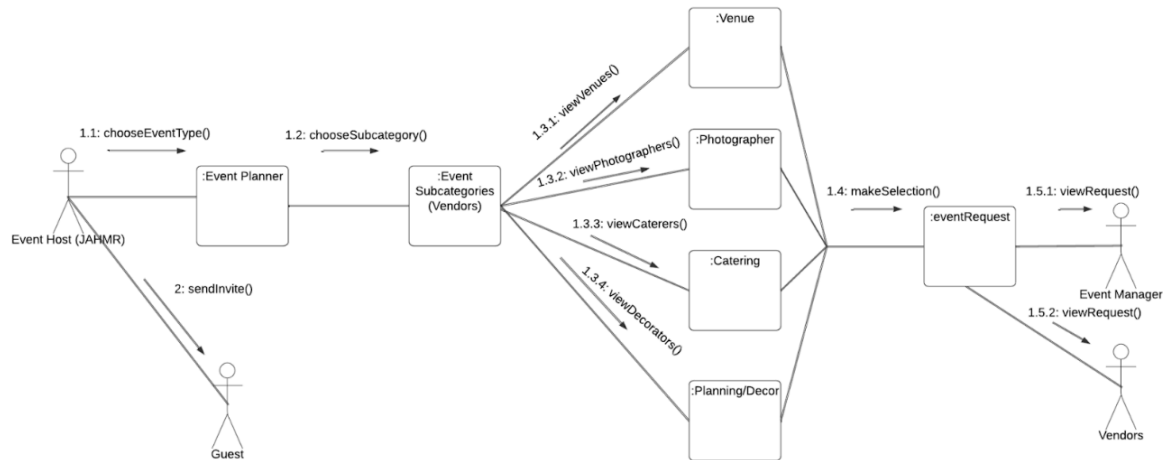 :Venue
1.3.1: viewVenues()
1.1: chooseEventType()
1.2: chooseSubcategory()
:Photographer
1.3.2: viewPhotographers()
:Event Planner
:Event
Subcategories
(Vendors)
1.4: makeSelection()
1.5.1: viewRequest()
:eventRequest
1.3.3: viewCaterers()
Event Host (JAHMR)
:Catering
1.3.4: viewDecorators()
2: sendInvite()
Event Manager
1.5.2: viewRequest()
:Planning/Decor
Guest
Vendors